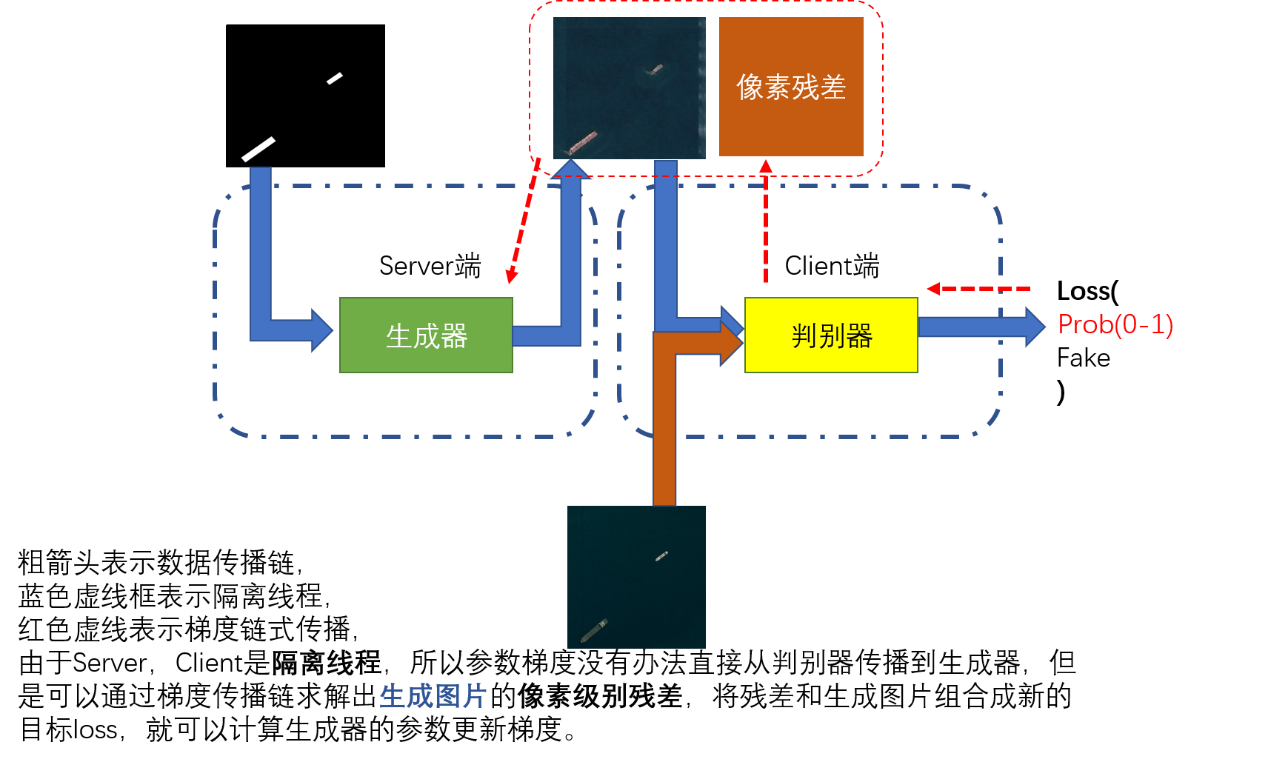 像素残差
Server端
Client端
生成器
判别器
Loss(
Prob(0-1)
Fake
)
粗箭头表示数据传播链，
蓝色虚线框表示隔离线程，
红色虚线表示梯度链式传播，
由于Server，Client是隔离线程，所以参数梯度没有办法直接从判别器传播到生成器，但
是可以通过梯度传播链求解出生成图片的像素级别残差，将残差和生成图片组合成新的
目标loss，就可以计算生成器的参数更新梯度。